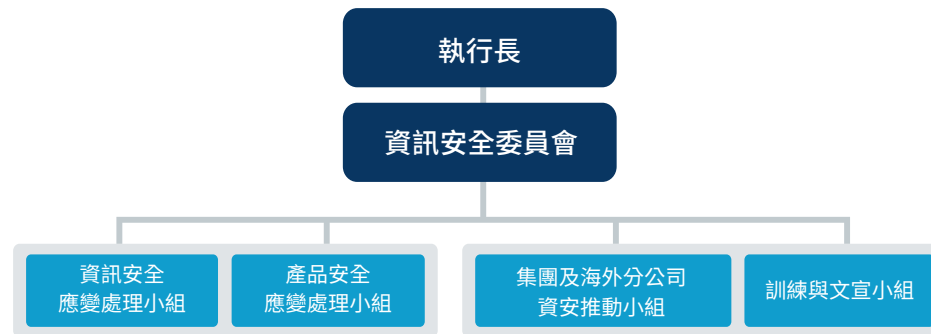 執行長
資訊安全委員會
資訊安全
應變處理小組
產品安全
應變處理小組
集團及海外分公司
資安推動小組
訓練與文宣小組